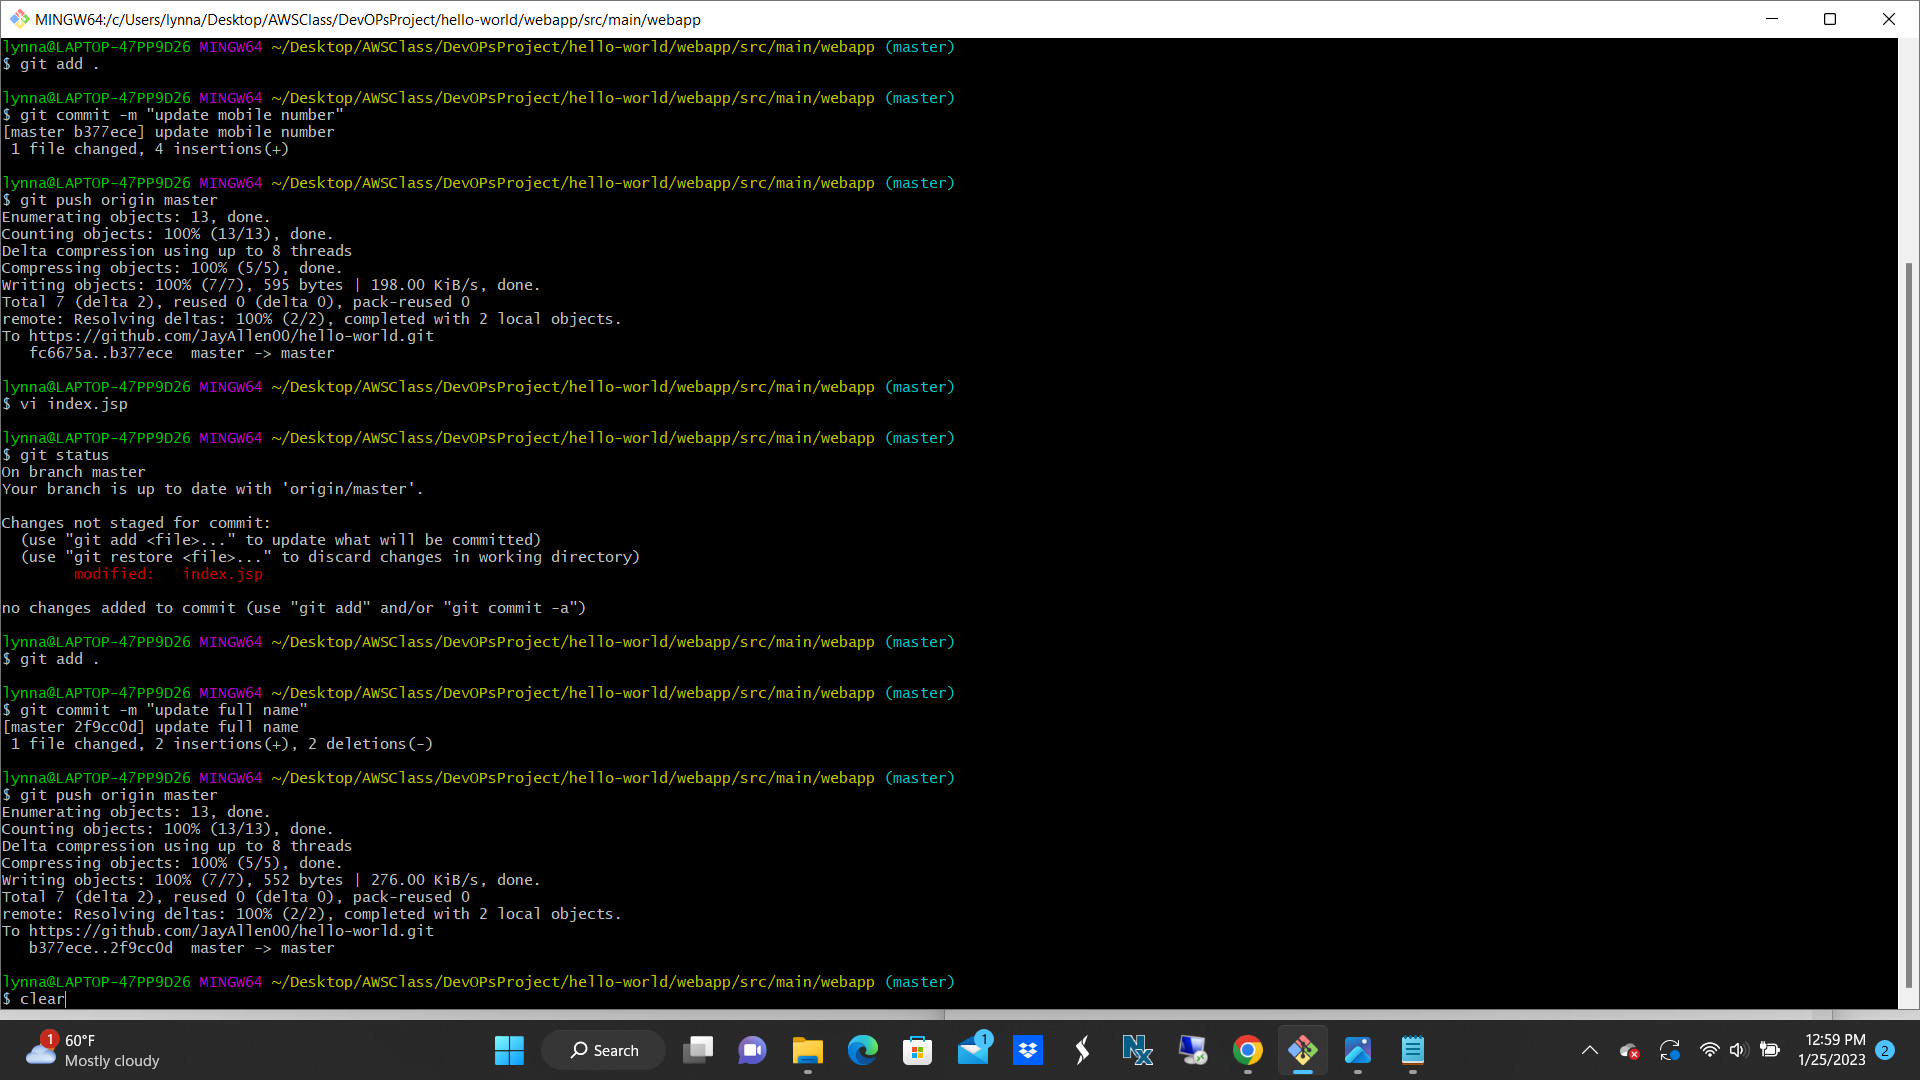 MINGW64:/c/Users/lynna/Desktop/AWSClass/DevOPsProject/hello-world/webapp/src/main/webapp
lynna@LAPTOP-47PP9D26 MINGW64 ~/Desktop/AWSClass/DevOPsProject/hello-world/webapp/src/main/webapp (master)
$ git add .
lynna@LAPTOP-47PP9D26 MINGW64 ~/Desktop/AWSClass/DevOPsProject/hello-world/webapp/src/main/webapp (master)
$ git commit -m "update mobile number"
[master b377ece] update mobile number
1 file changed, 4 insertions(+)
lynna@LAPTOP-47PP9D26 MINGW64 ~/Desktop/AWSClass/DevOPsProject/hello-world/webapp/src/main/webapp (master)
$ git push origin master
Enumerating objects: 13, done.
Counting objects: 100% (13/13), done.
Delta compression using up to 8 threads
Compressing objects: 100% (5/5), done.
Writing objects: 100% (7/7), 595 bytes | 198.00 KiB/s, done.
Total 7 (delta 2), reused 0 (delta 0), pack-reused 0
remote: Resolving deltas: 100% (2/2), completed with 2 local objects.
To https://github.com/JayAllen00/hello-world.git
fc6675a..b377ece  master -> master
lynna@LAPTOP-47PP9D26 MINGW64 ~/Desktop/AWSClass/DevOPsProject/hello-world/webapp/src/main/webapp (master)
$ vi index.jsp
lynna@LAPTOP-47PP9D26 MINGW64 ~/Desktop/AWSClass/DevOPsProject/hello-world/webapp/src/main/webapp (master)
$ git status
On branch master
Your branch is up to date with 'origin/master'.
Changes not staged for commit:
(use "git add <file>..." to update what will be committed)
(use "git restore <file>..." to discard changes in working directory)
modified:   index.jsp
no changes added to commit (use "git add" and/or "git commit -a")
lynna@LAPTOP-47PP9D26 MINGW64 ~/Desktop/AWSClass/DevOPsProject/hello-world/webapp/src/main/webapp (master)
$ git add .
lynna@LAPTOP-47PP9D26 MINGW64 ~/Desktop/AWSClass/DevOPsProject/hello-world/webapp/src/main/webapp (master)
$ git commit -m "update full name"
[master 2f9cc0d] update full name
1 file changed, 2 insertions(+), 2 deletions(-)
lynna@LAPTOP-47PP9D26 MINGW64 ~/Desktop/AWSClass/DevOPsProject/hello-world/webapp/src/main/webapp (master)
$ git push origin master
Enumerating objects: 13, done.
Counting objects: 100% (13/13), done.
Delta compression using up to 8 threads
Compressing objects: 100% (5/5), done.
Writing objects: 100% (7/7), 552 bytes | 276.00 KiB/s, done.
Total 7 (delta 2), reused 0 (delta 0), pack-reused 0
remote: Resolving deltas: 100% (2/2), completed with 2 local objects.
To https://github.com/JayAllen00/hello-world.git
b377ece..2f9cc0d  master -> master
lynna@LAPTOP-47PP9D26 MINGW64 ~/Desktop/AWSClass/DevOPsProject/hello-world/webapp/src/main/webapp (master)
$ clear
1
60°F
Mostly cloudy
Search
1
Nx
12:59 PM
1/25/2023
2